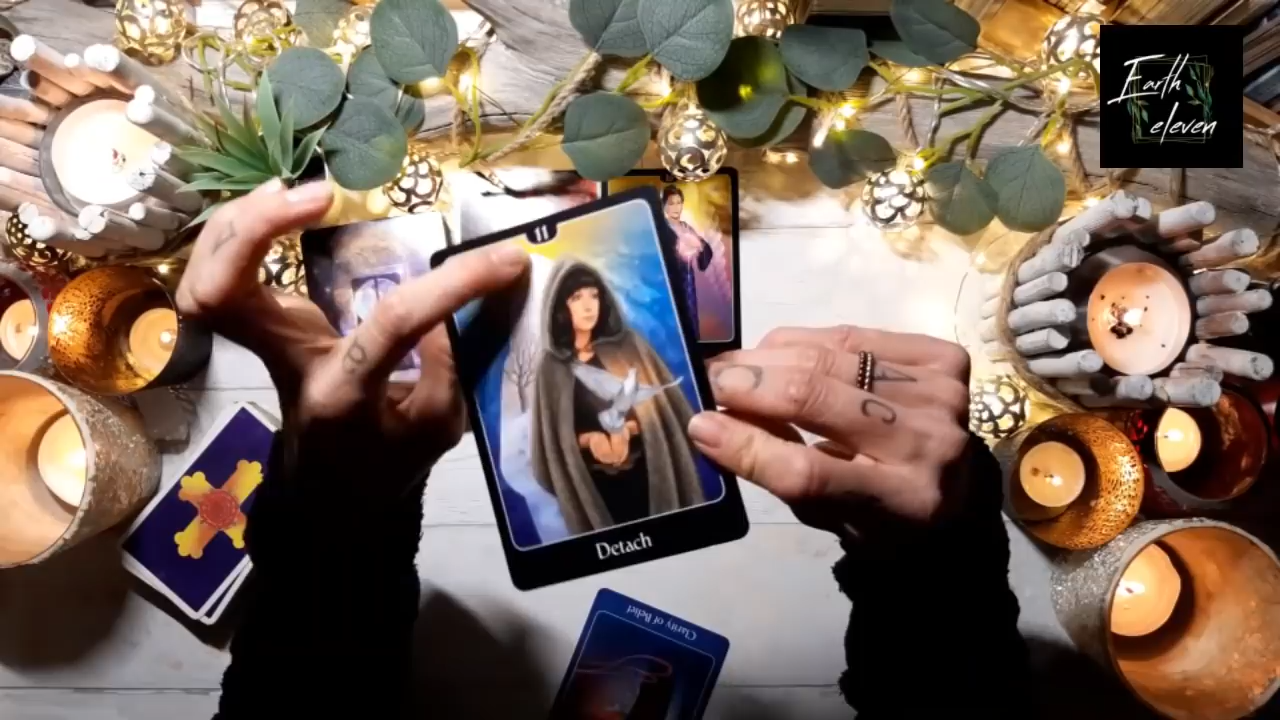 Earth
eleven
11
Detach
Clarity of Belief